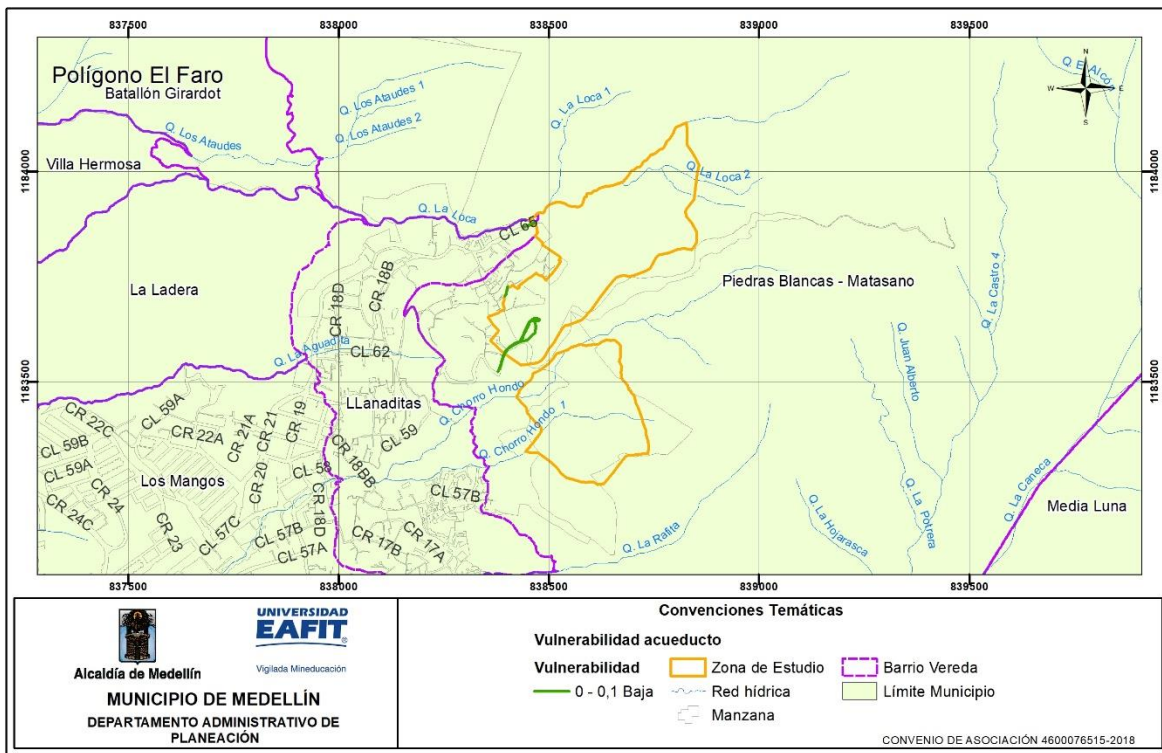 837500
838000
838500
839000
839500
Polígono El Faro
Batallón Girardot
Q. Los Ataudes 1
Q. Los Ataudes 2
Q. Los Ataudes
Q. La Loca 1
Q. El Alcón
N
W
E
S
1184000
1184000
Villa Hermosa
Q. La Loca 2
Q. La Loca
CL 65
La Ladera
CR 18D
CR 18B
Piedras Blancas - Matasano
Q. La Castro 4
Q. La Aguadita
CL 62
Q. Juan Alberto
1183500
1183500
LLanaditas
Q. Chorro Hondo
Q. Chorro Hondo 1
CR 22C
CL 59A
CR 22A
CR 21A
CR 21
CR 19
CL 59B
CL 59A
CL 59
CR 18BB
CL 58
CR 20
Los Mangos
CR 24
CR 24C
CR 23
CL 57C
CL 57B
CL 57A
CR 18D
CL 57B
CR 17B
CR 17A
Q. La Rafita
Q. La Hojarasca
Q. La Potrera
Q. La Caneca
Media Luna
837500
838000
838500
839000
839500
Alcaldía de Medellín
UNIVERSIDAD
EAFIT
Vigilada Mineducación
MUNICIPIO DE MEDELLÍN
DEPARTAMENTO ADMINISTRATIVO DE
PLANEACIÓN
Convenciones Temáticas
Vulnerabilidad acueducto
Vulnerabilidad
0 - 0,1 Baja
Zona de Estudio
Red hídrica
Manzana
Barrio Vereda
Límite Municipio
CONVENIO DE ASOCIACIÓN 4600076515-2018